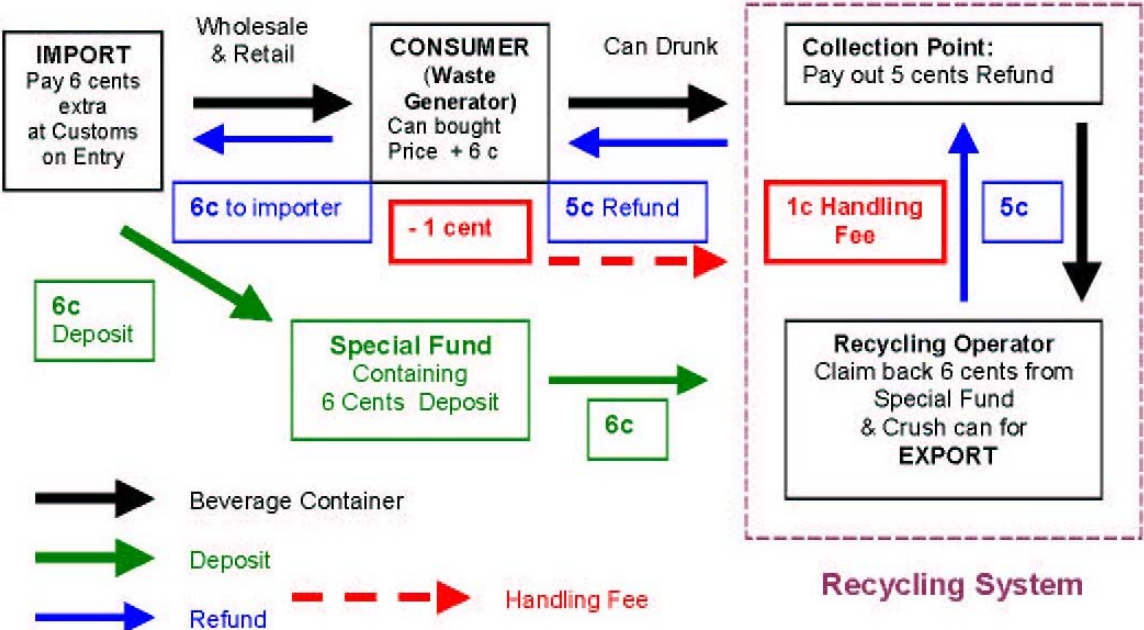 IMPORT
Pay 6 cents
extra
at Customs
on Entry
Wholesale
& Retail
CONSUMER
(Waste
Generator)
Can bought
Price + 6 c
Can Drunk
Collection Point:
Pay out 5 cents Refund
6c to importer
- 1 cent
5c Refund
1c Handling
Fee
5c
6c
Deposit
Special Fund
Containing
6 Cents Deposit
6c
Recycling Operator
Claim back 6 cents from
Special Fund
& Crush can for
EXPORT
Beverage Container
Deposit
Refund
Handling Fee
Recycling System